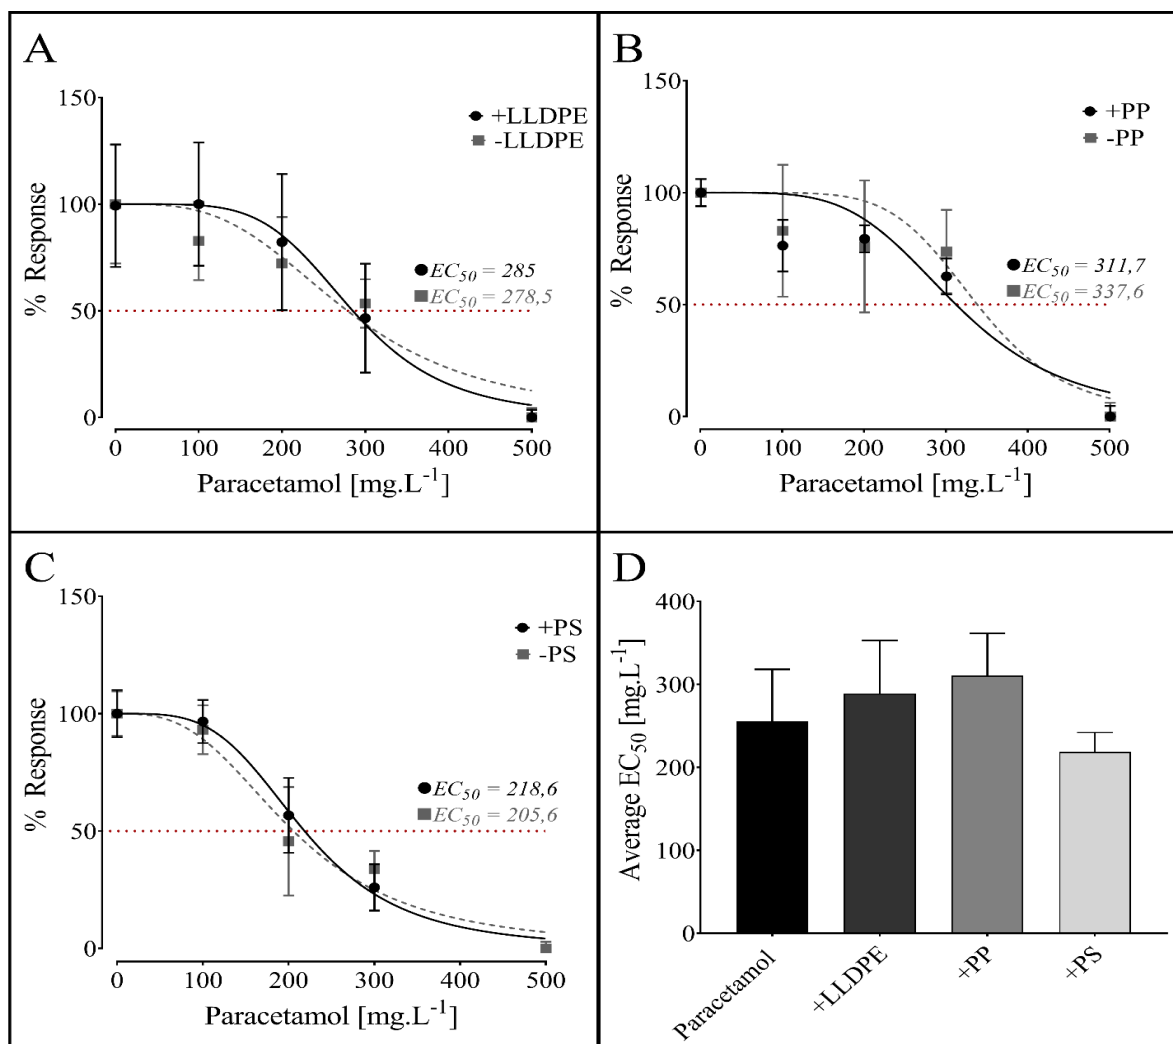 A
150
+LLDPE
-LLDPE
100
EC50 = 285
EC50 = 278,5
50
0
0 100 200 300 400 500
% Response
Paracetamol [mg.L-1]
B
150
+PP
-PP
100
EC50 = 311,7
EC50 = 337,6
50
0
0 100 200 300 400 500
% Response
Paracetamol [mg.L-1]
C
150
+PS
-PS
100
EC50 = 218,6
EC50 = 205,6
50
0
0 100 200 300 400 500
% Response
Paracetamol [mg.L-1]
D
400
300
200
100
0
Average EC50 [mg.L-1]
Paracetamol
+LLDPE
+PP
+PS